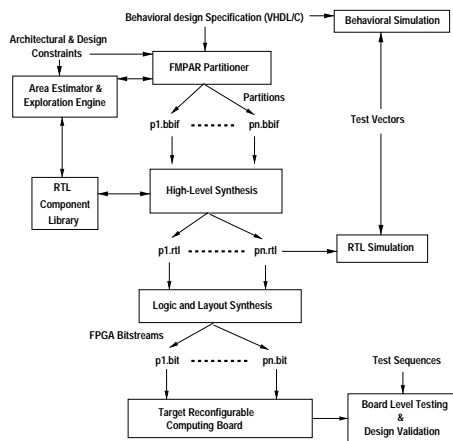 Behavioral design Specification (VHDL/C)
Behavioral Simulation
Architectural & Design
Constraints
FMPAR Partitioner
Area Estimator &
Exploration Engine
Partitions
p1.bbif
pn.bbif
Test Vectors
RTL
Component
Library
High-Level Synthesis
p1.rtl
pn.rtl
RTL Simulation
Logic and Layout Synthesis
FPGA Bitstreams
p1.bit
pn.bit
Test Sequences
Target Reconfigurable
Computing Board
Board Level Testing
&
Design Validation